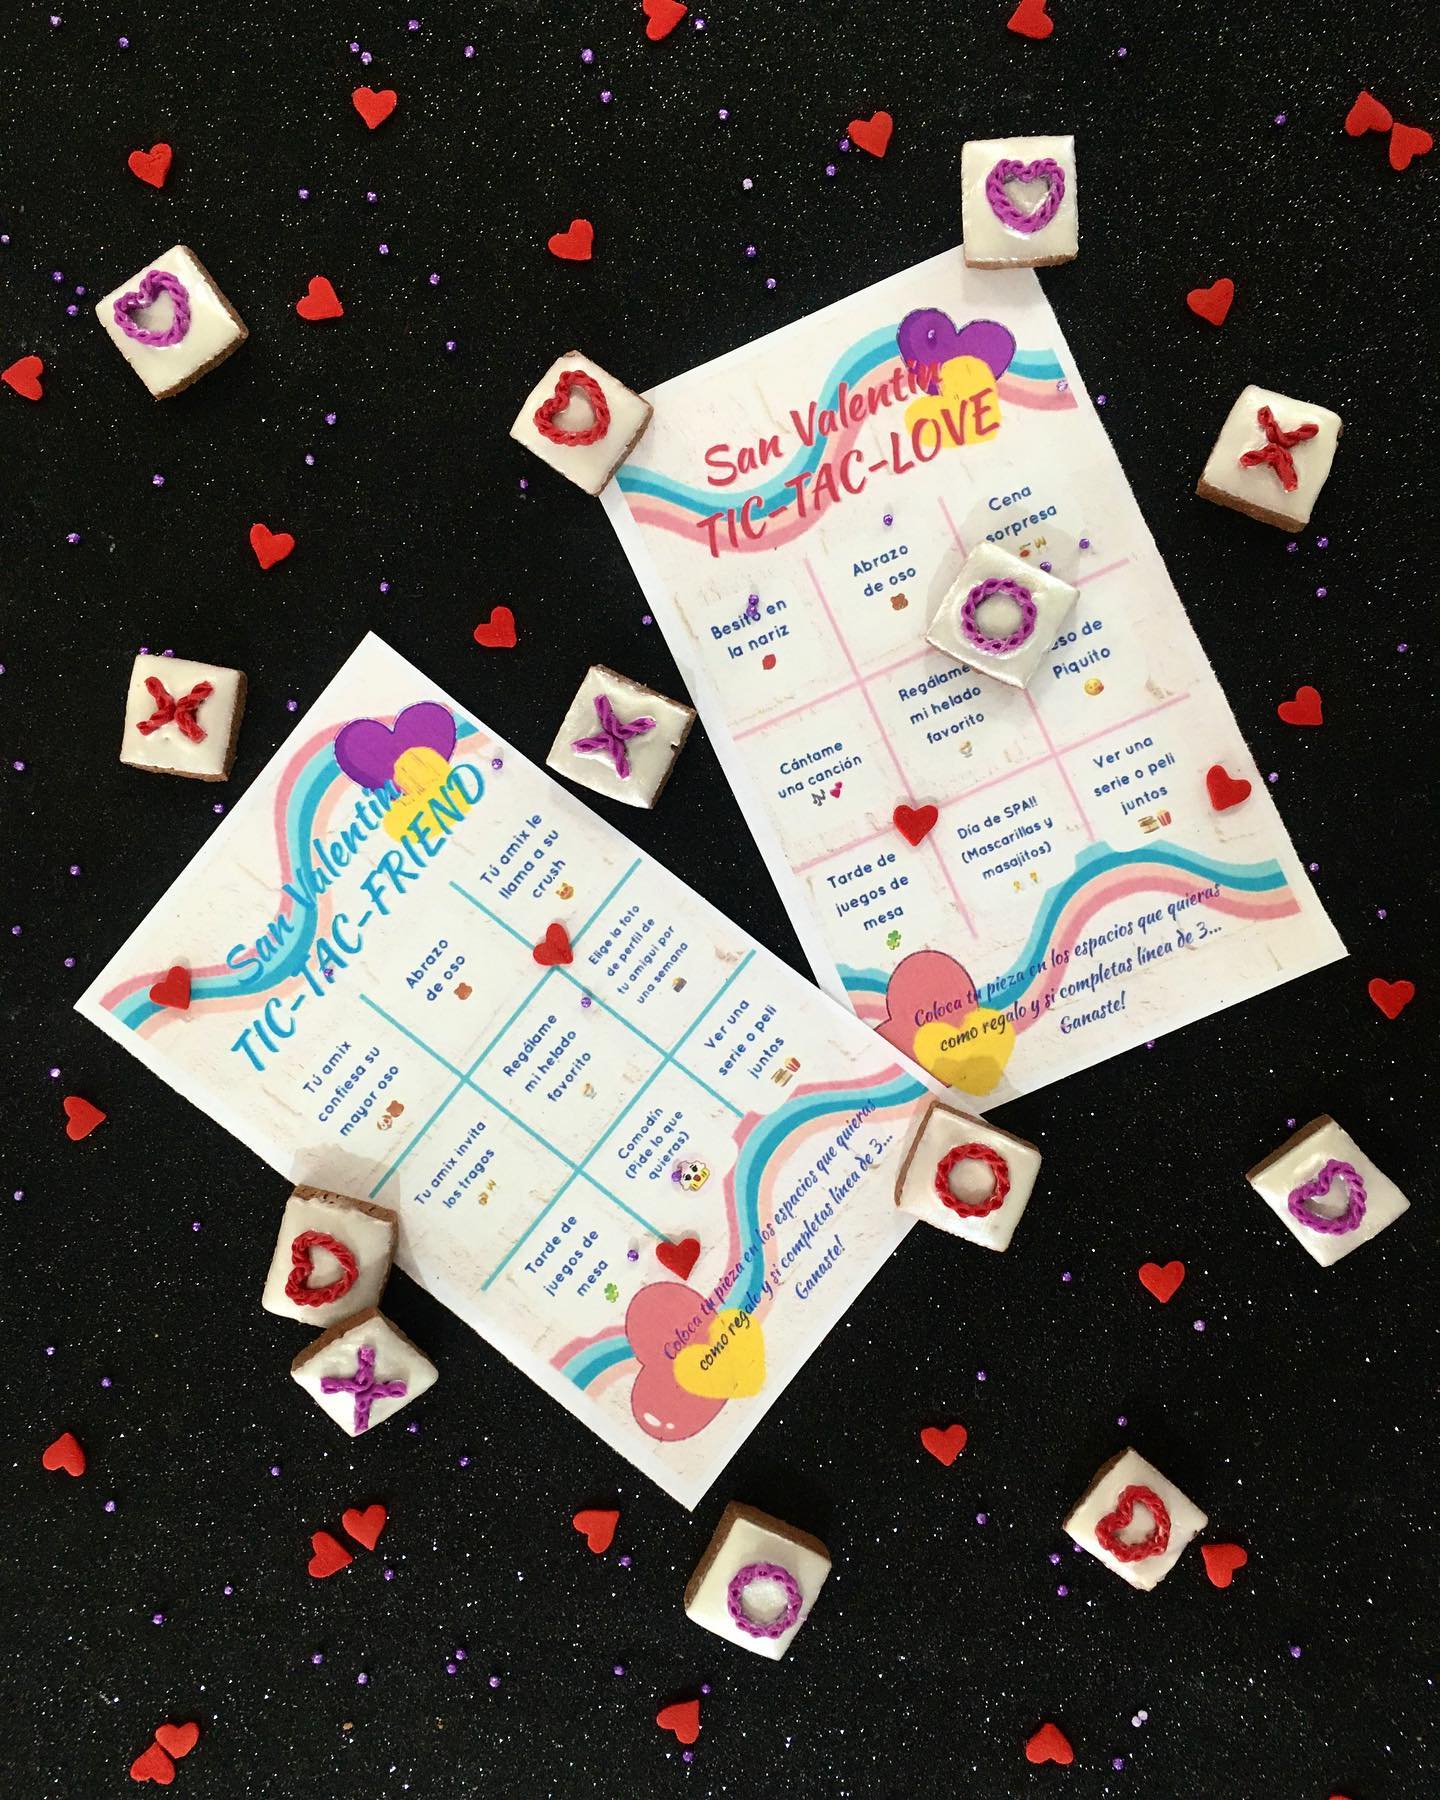 San Valentín
TIC-TAC-LOVE
Besito en
la nariz
Abrazo
de oso
Cena
sorpresa
Cántame
una canción
Regálame
mi helado
favorito
de
Piquito
Tarde de
juegos de
mesa
Día de SPA!!
(Mascarillas y
masajitos)
Ver una
serie o peli
juntos
Coloca tu pieza en los espacios que quieras
como regalo y si completas línea de 3...
Ganaste!
San Valentín
TIC-TAC-FRIEND
Tú amix
confiesa su
mayor oso
Abrazo
de oso
Tú amix le
llama a su
crush
Tu amix invita
los tragos
Regálame
mi helado
favorito
Elige la foto
de perfil de
tu amigui por
una semana
Tarde de
juegos de
mesa
Comodín
(Pide lo que
quieras)
Ver una
serie o peli
juntos
Coloca tu pieza en los espacios que quieras
como regalo y si completas línea de 3...
Ganaste!